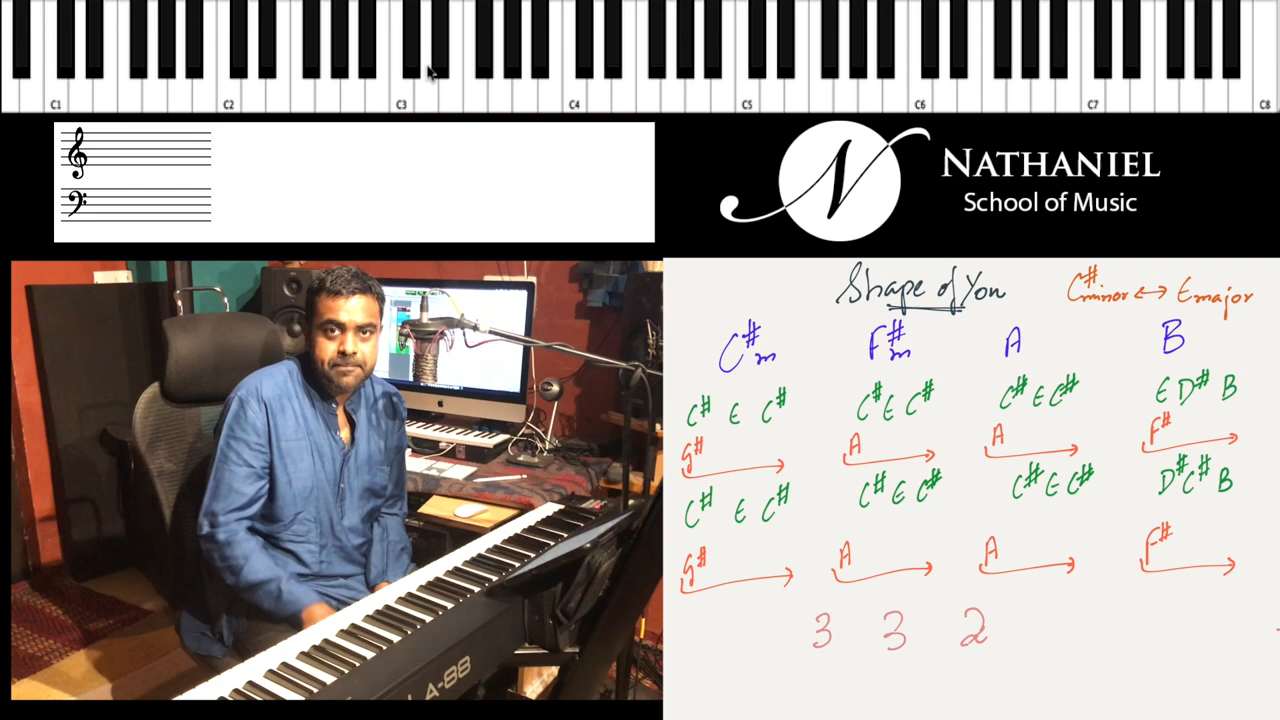 C1 C2 C3 C4 C5 C6 C7 C8
NATHANIEL
School of Music
Shape of You
C#minor ↔ E major
C#m F#m A B
C# E C# C# E C# C# E C# E D# B
G# A A F#
C# E C# C# E C# C# E C# D# C# B
G# A A F#
3 3 2
LA-88